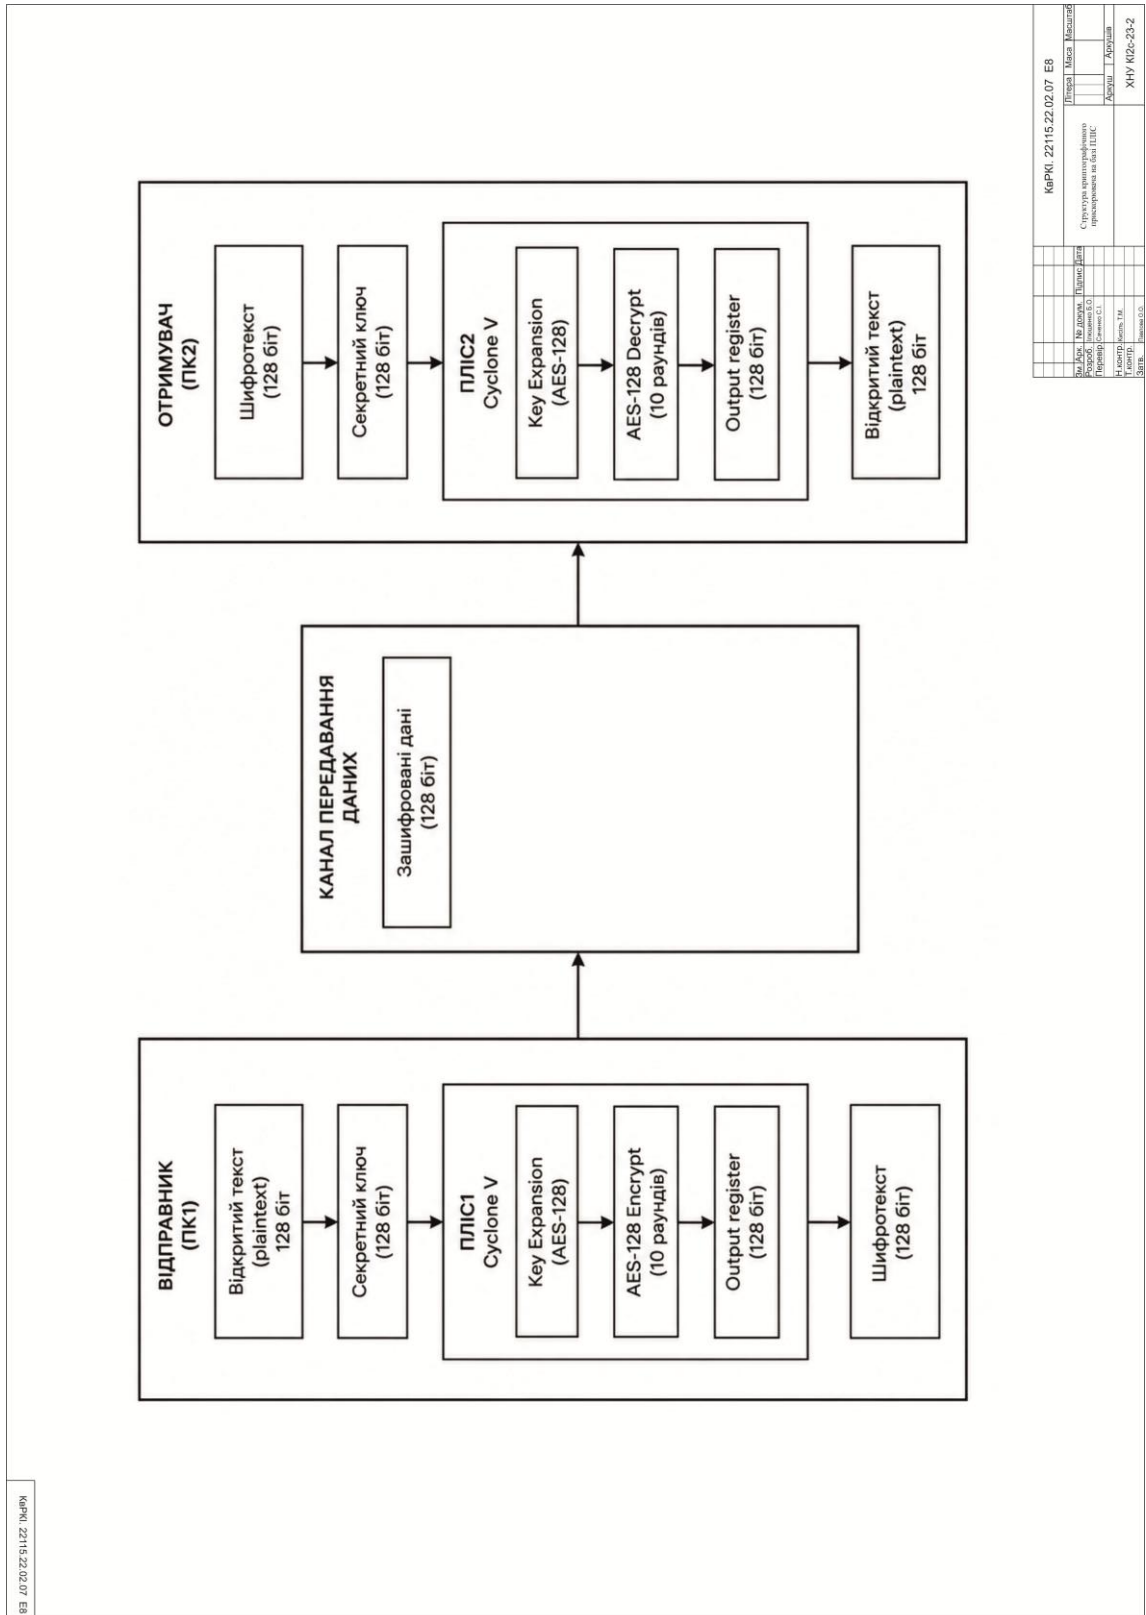 ВІДПРАВНИК
(ПК1)
Відкритий текст
(plaintext)
128 біт
Секретний ключ
(128 біт)
ПЛІС1
Cyclone V
Key Expansion
(AES-128)
AES-128 Encrypt
(10 раундів)
Output register
(128 біт)
Шифротекст
(128 біт)
КАНАЛ ПЕРЕДАВАННЯ
ДАНИХ
Зашифровані дані
(128 біт)
ОТРИМУВАЧ
(ПК2)
Шифротекст
(128 біт)
Секретний ключ
(128 біт)
ПЛІС2
Cyclone V
Key Expansion
(AES-128)
AES-128 Decrypt
(10 раундів)
Output register
(128 біт)
Відкритий текст
(plaintext)
128 біт
КвРКІ. 22115.22.02.07 Е8
КвРКІ. 22115.22.02.07 Е8
Зм. Арк. № докум. Підпис Дата
Розроб.
Перевір.
Н.контр. Кисіль Т.М.
Т.контр.
Затв.
Структура криптографічного
прискорювача на базі ПЛІС
Літера Маса Масштаб
Аркуш Аркушів
ХНУ КІ2с-23-2